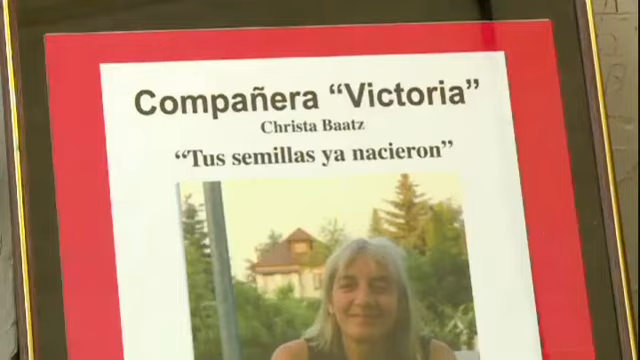 Compañera “Victoria”
Christa Baatz
“Tus semillas ya nacieron”